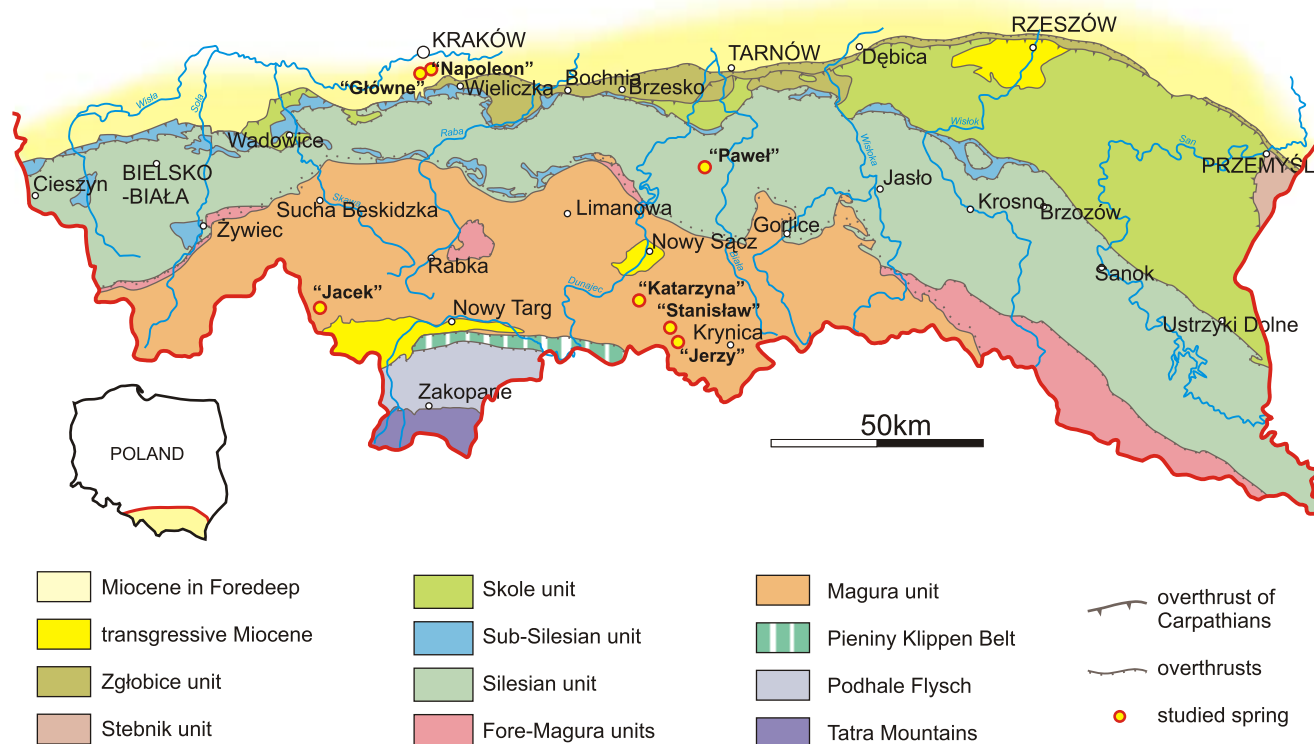 RZESZÓW
KRAKÓW
TARNÓW
Dębica
“Napoleon”
“Główne”
Wieliczka
Bochnia
Brzesko
Wisła
Soła
Wadowice
Raba
Wisłok
Wisłoka
San
PRZEMYŚL
“Paweł”
Cieszyn
BIELSKO
-BIAŁA
Jasło
Krosno
Brzozów
Skawa
Sucha Beskidzka
Limanowa
Żywiec
Gorlice
Nowy Sącz
Biała
Rabka
Sanok
Dunajec
“Jacek”
“Katarzyna”
“Stanisław”
Nowy Targ
Krynica
“Jerzy”
Ustrzyki Dolne
Zakopane
50km
POLAND
Miocene in Foredeep
transgressive Miocene
Zgłobice unit
Stebnik unit
Skole unit
Sub-Silesian unit
Silesian unit
Fore-Magura units
Magura unit
Pieniny Klippen Belt
Podhale Flysch
Tatra Mountains
overthrust of
Carpathians
overthrusts
studied spring